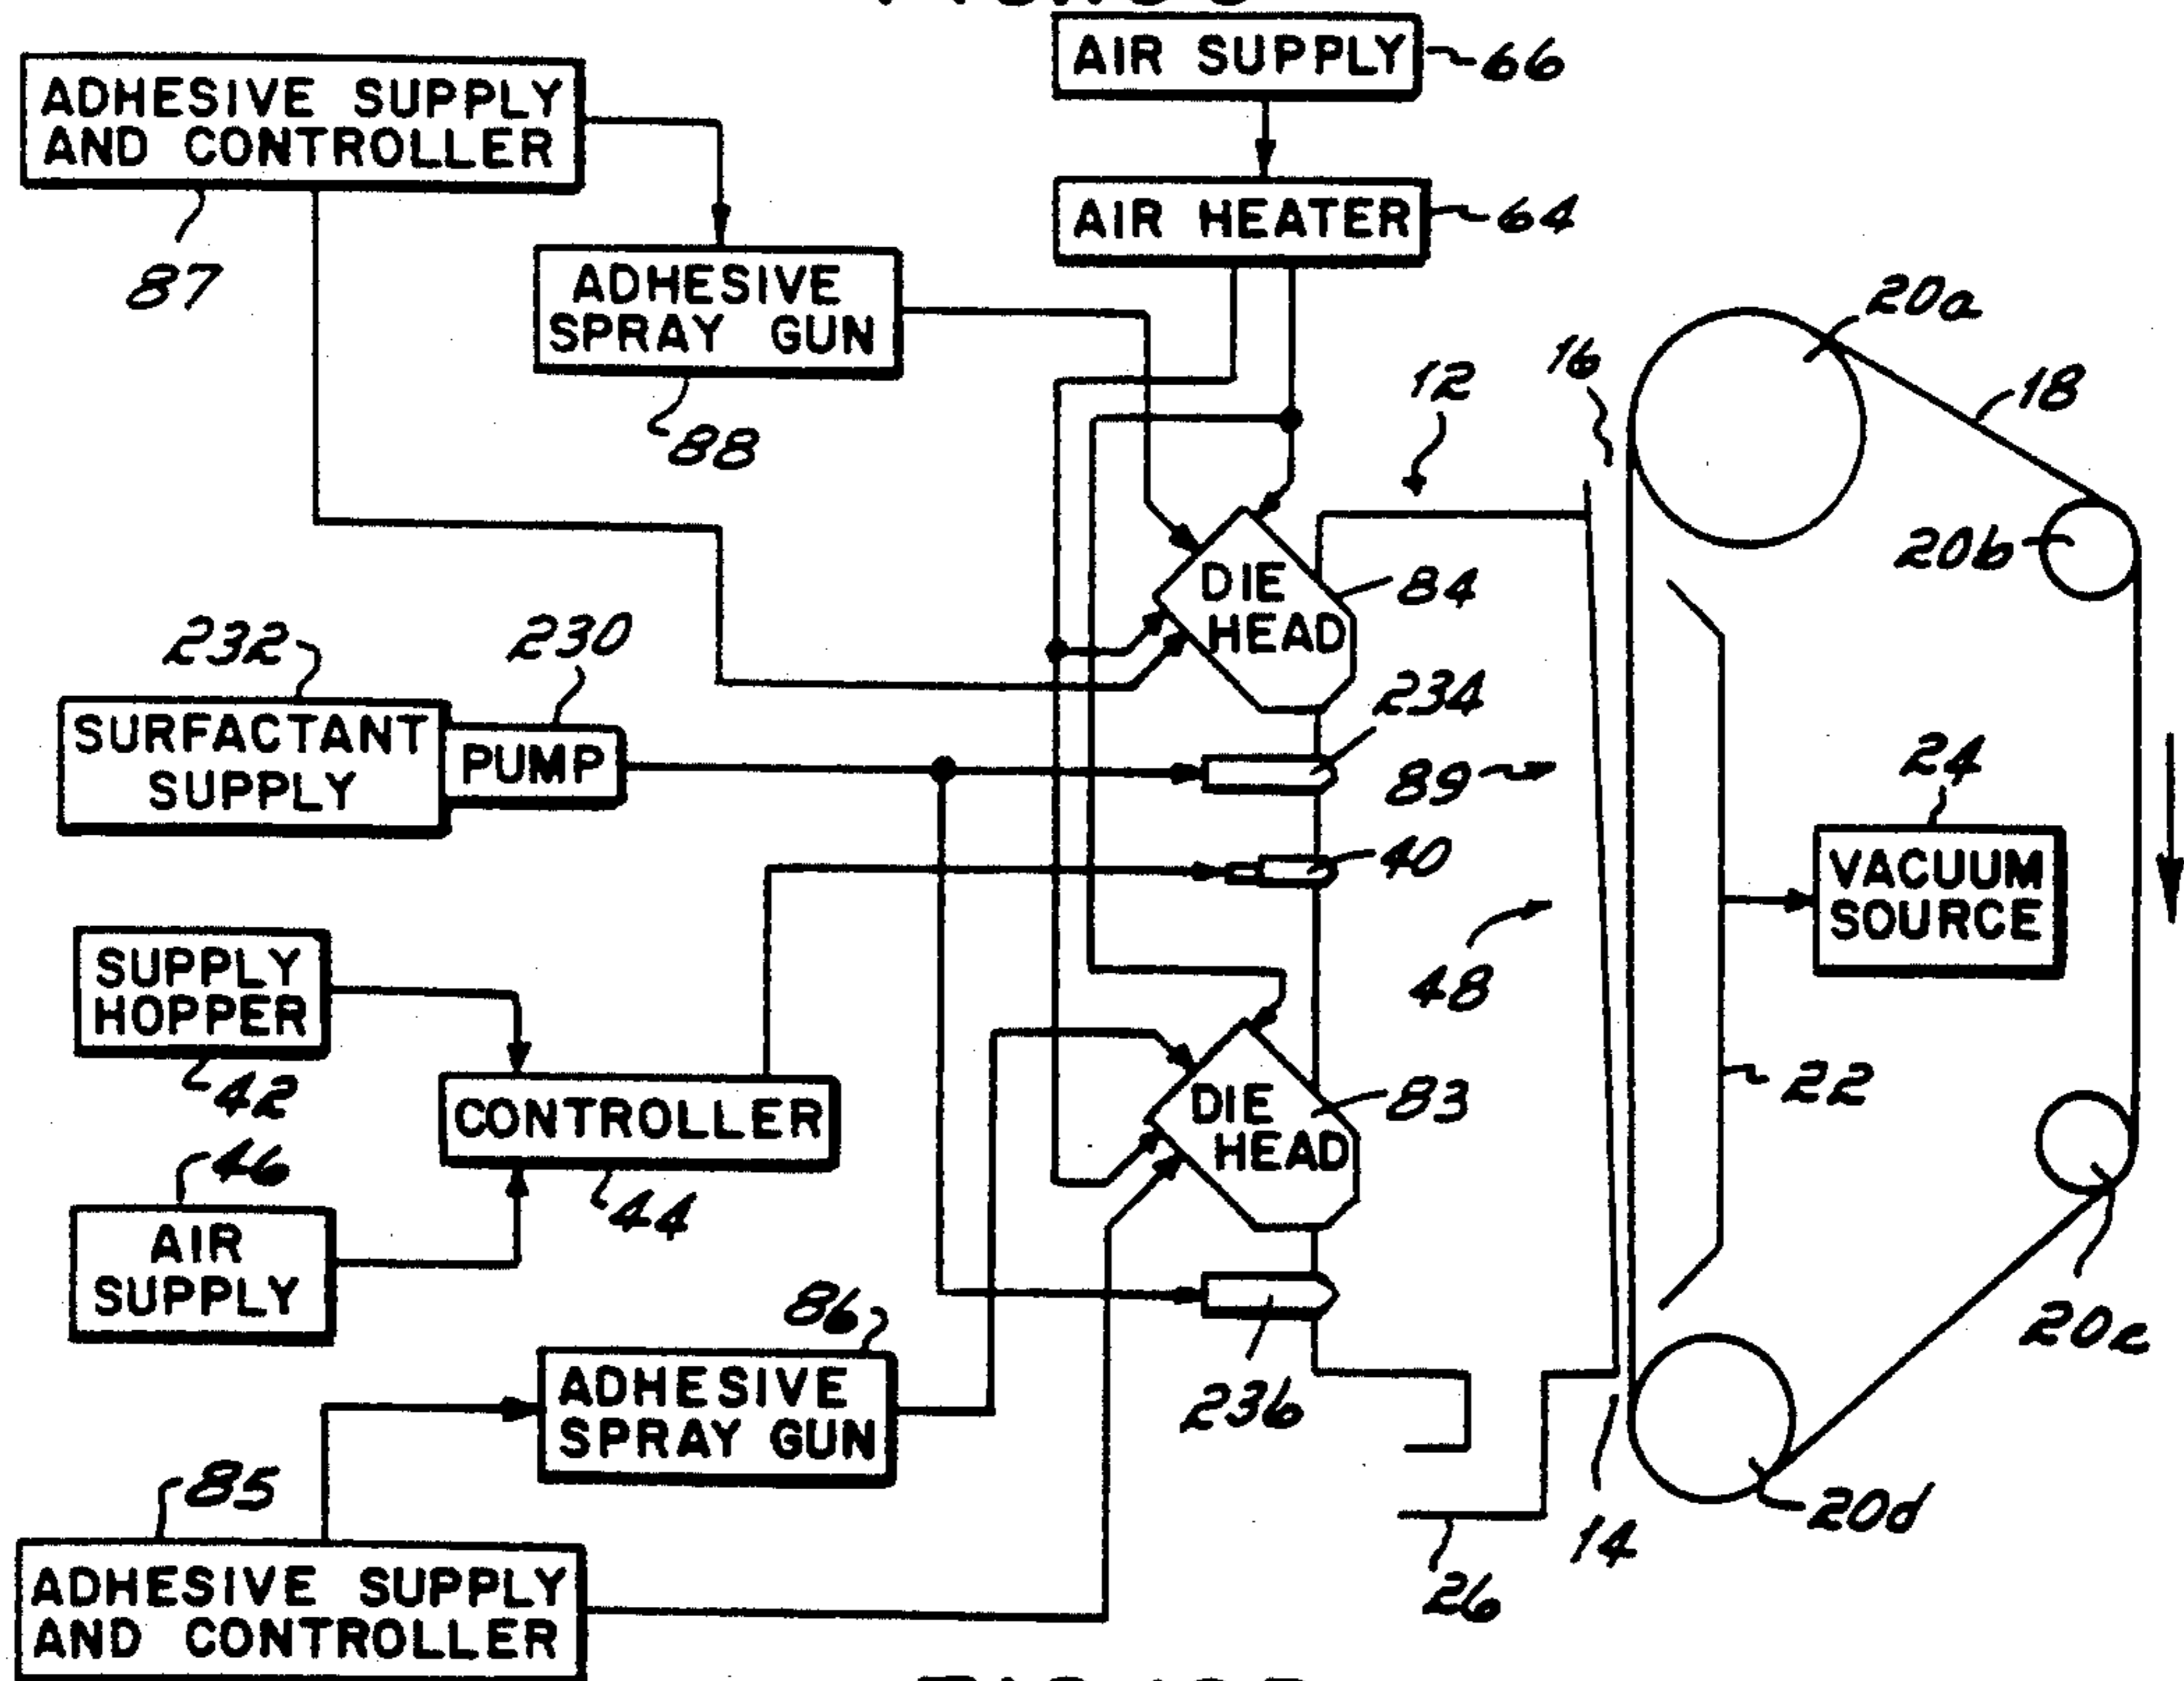 AIR SUPPLY
66
ADHESIVE SUPPLY
AND CONTROLLER
87
AIR HEATER
64
ADHESIVE
SPRAY GUN
88
20a
16
12
18
20b
DIE
HEAD
84
232
230
234
SURFACTANT
SUPPLY
PUMP
89
24
40
VACUUM
SOURCE
SUPPLY
HOPPER
42
48
CONTROLLER
44
DIE
HEAD
83
22
46
AIR
SUPPLY
86
236
20c
ADHESIVE
SPRAY GUN
85
14
20d
26
ADHESIVE SUPPLY
AND CONTROLLER